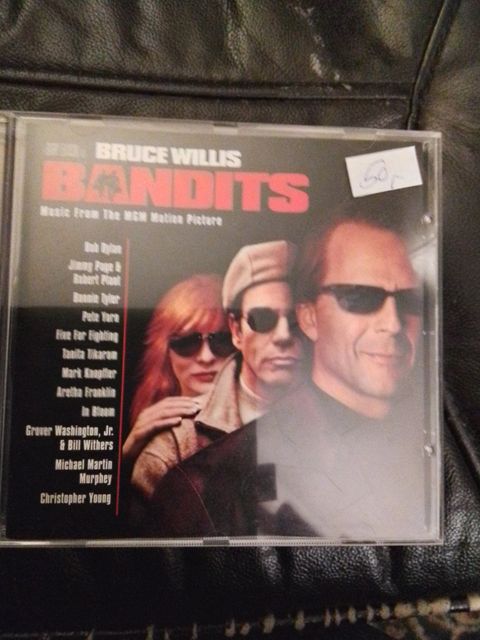 BRUCE WILLIS
BANDITS
Music From The MGM Motion Picture
60,-
Bob Dylan
Jimmy Page &
Robert Plant
Bonnie Tyler
Pete Yorn
Five For Fighting
Tanita Tikaram
Mark Knopfler
Aretha Franklin
In Bloom
Grover Washington, Jr.
& Bill Withers
Michael Martin
Murphey
Christopher Young